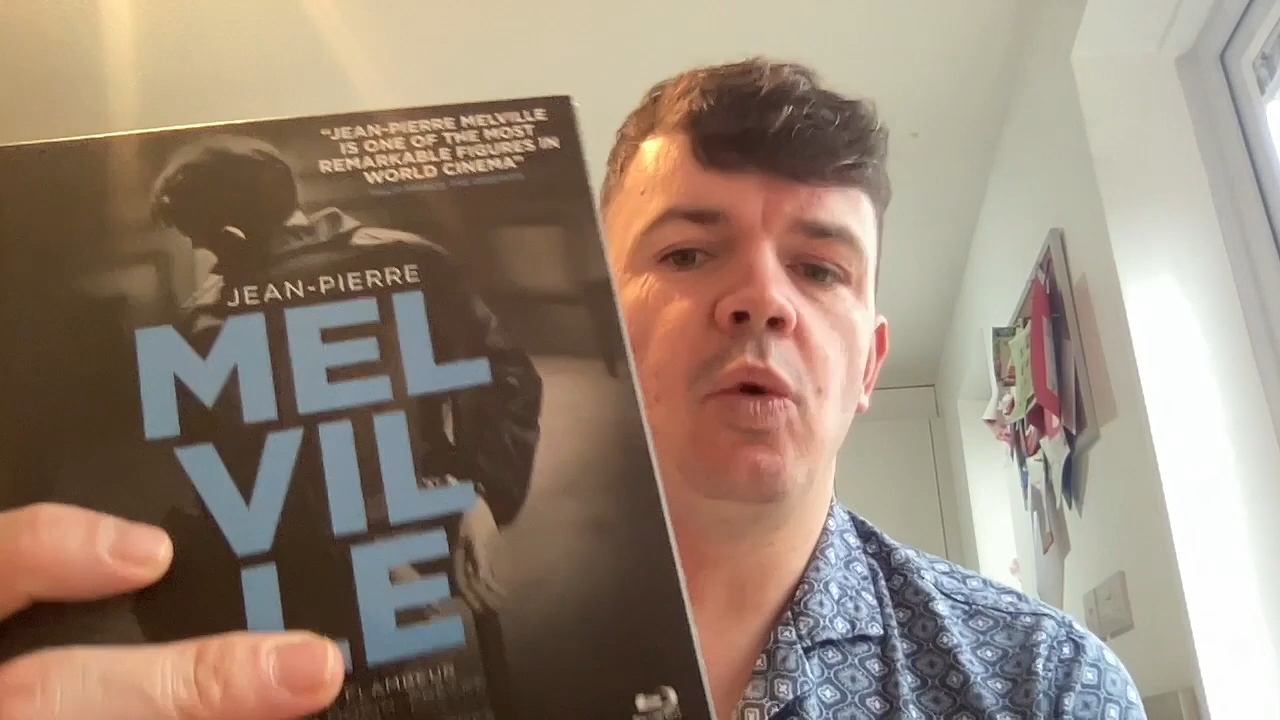 "JEAN-PIERRE MELVILLE
IS ONE OF THE MOST
REMARKABLE FIGURES IN
WORLD CINEMA"
JEAN-PIERRE
MEL
VIL
LE